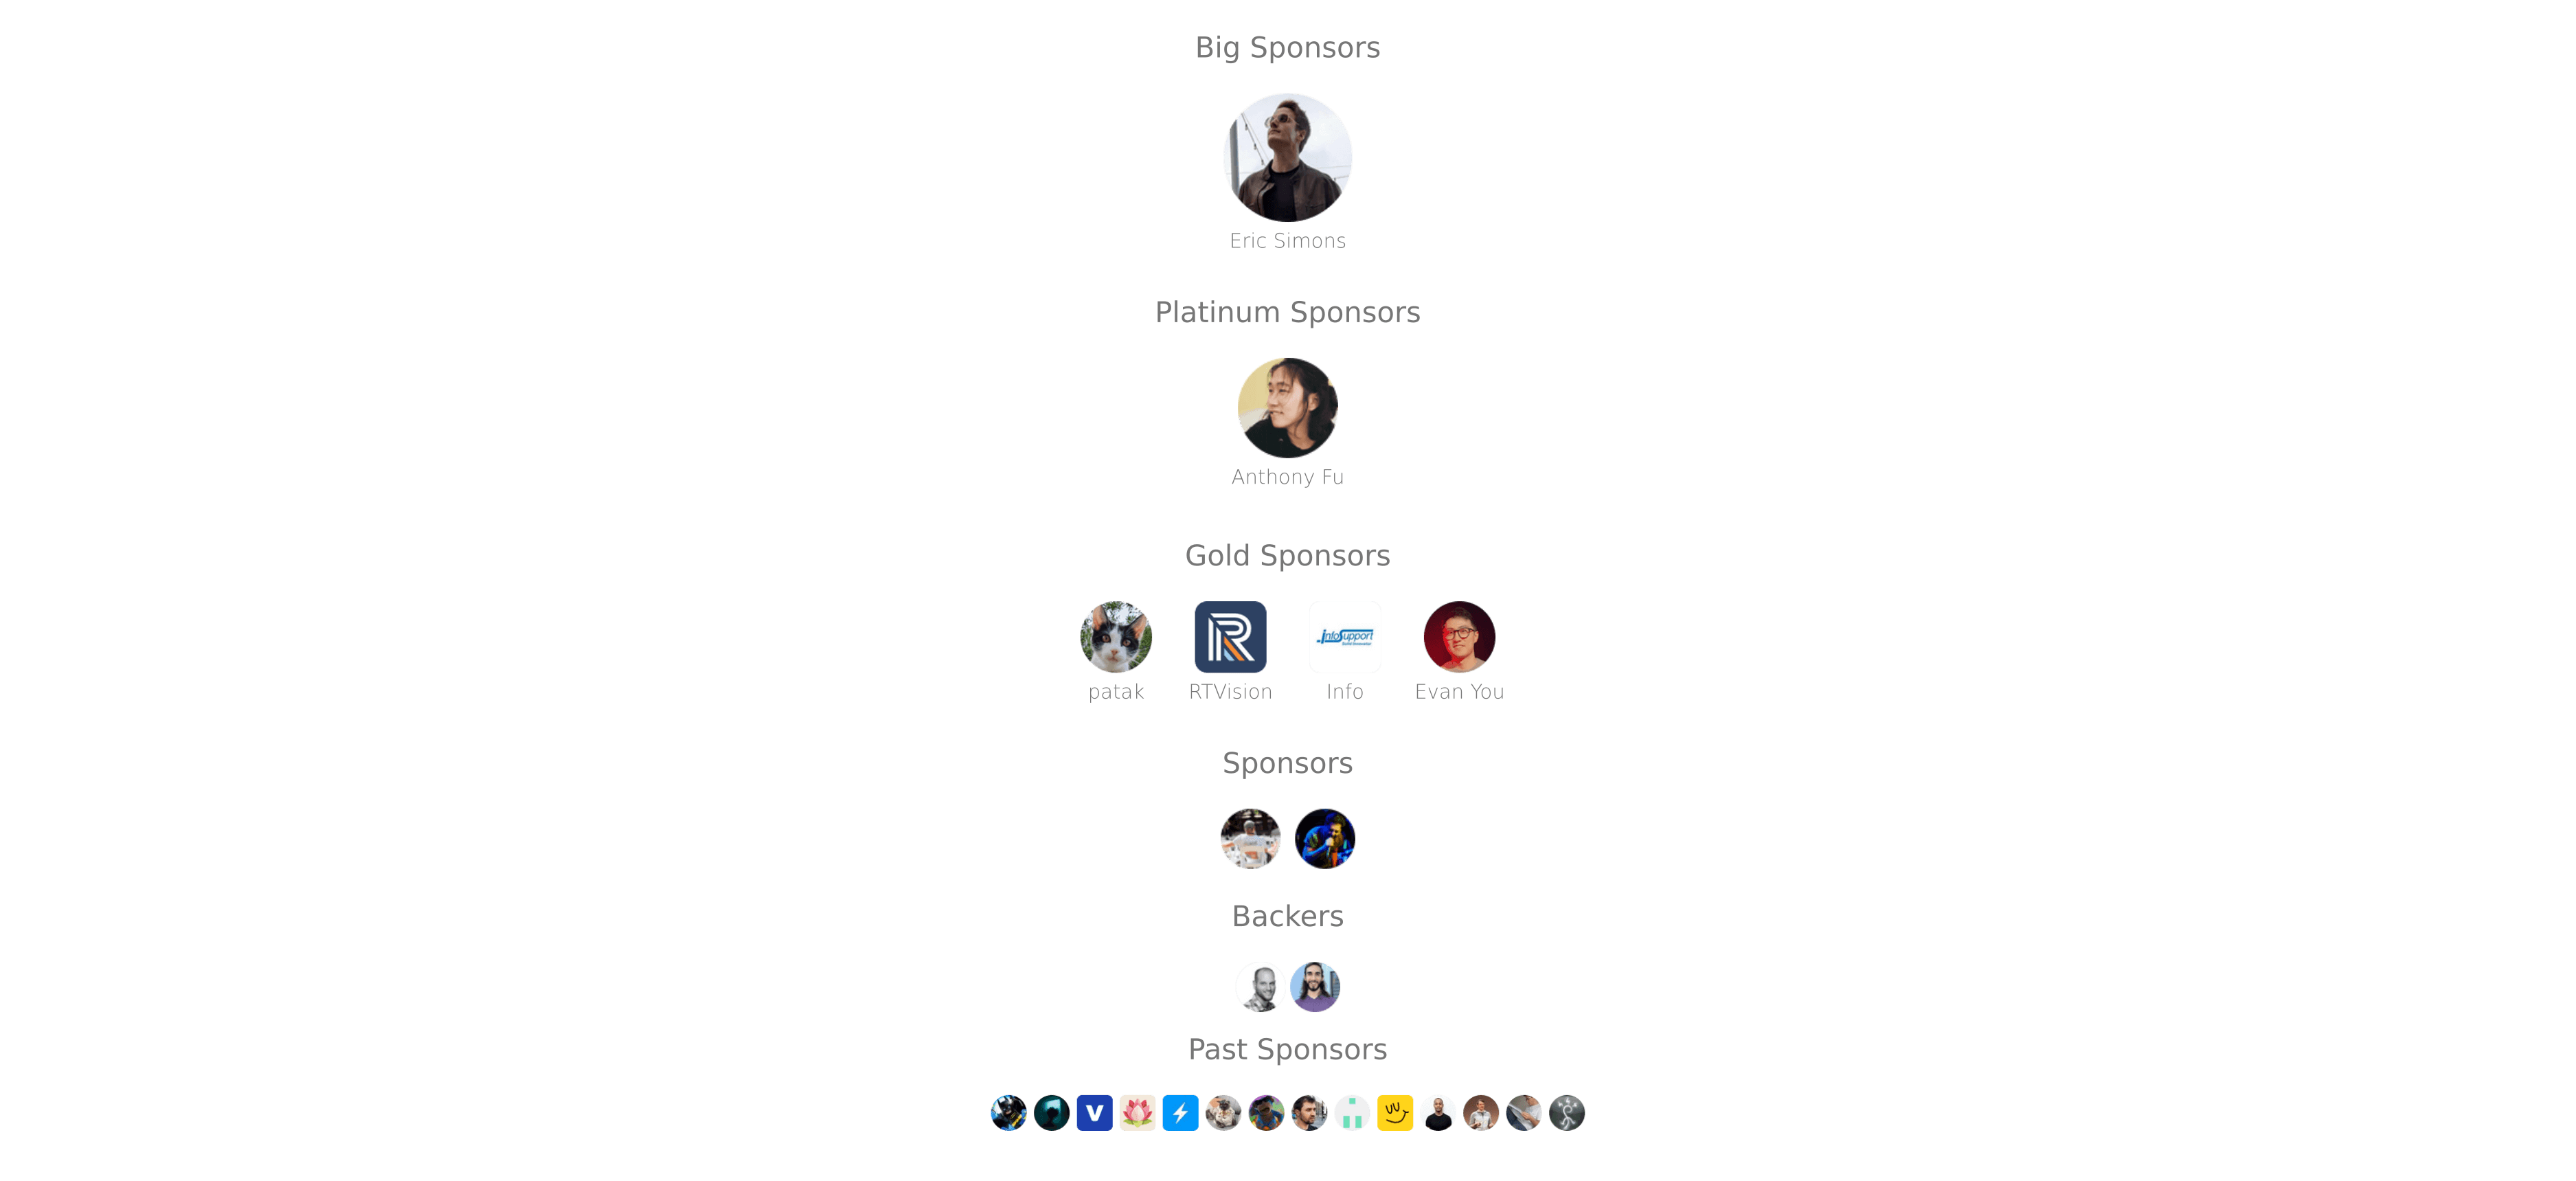 Big Sponsors
Eric Simons
Platinum Sponsors
Anthony Fu
Gold Sponsors
InfoSupport
patak RTVision Info Evan You
Sponsors
Backers
Past Sponsors
V